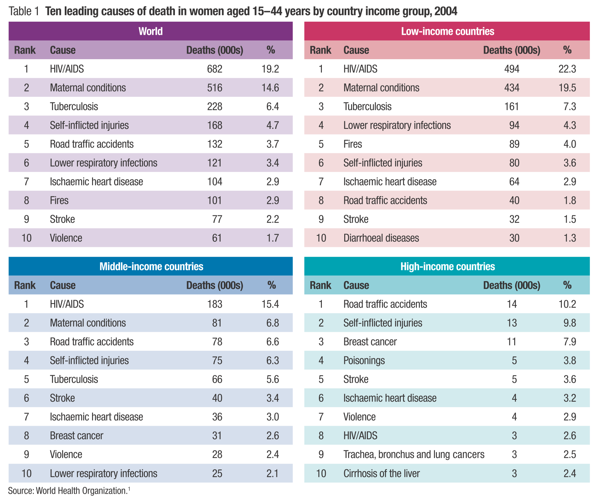 Table 1 Ten leading causes of death in women aged 15–44 years by country income group, 2004
World
Rank Cause Deaths (000s) %
1 HIV/AIDS 682 19.2
2 Maternal conditions 516 14.6
3 Tuberculosis 228 6.4
4 Self-inflicted injuries 168 4.7
5 Road traffic accidents 132 3.7
6 Lower respiratory infections 121 3.4
7 Ischaemic heart disease 104 2.9
8 Fires 101 2.9
9 Stroke 77 2.2
10 Violence 61 1.7
Low-income countries
Rank Cause Deaths (000s) %
1 HIV/AIDS 494 22.3
2 Maternal conditions 434 19.5
3 Tuberculosis 161 7.3
4 Lower respiratory infections 94 4.3
5 Fires 89 4.0
6 Self-inflicted injuries 80 3.6
7 Ischaemic heart disease 64 2.9
8 Road traffic accidents 40 1.8
9 Stroke 32 1.5
10 Diarrhoeal diseases 30 1.3
Middle-income countries
Rank Cause Deaths (000s) %
1 HIV/AIDS 183 15.4
2 Maternal conditions 81 6.8
3 Road traffic accidents 78 6.6
4 Self-inflicted injuries 75 6.3
5 Tuberculosis 66 5.6
6 Stroke 40 3.4
7 Ischaemic heart disease 36 3.0
8 Breast cancer 31 2.6
9 Violence 28 2.4
10 Lower respiratory infections 25 2.1
High-income countries
Rank Cause Deaths (000s) %
1 Road traffic accidents 14 10.2
2 Self-inflicted injuries 13 9.8
3 Breast cancer 11 7.9
4 Poisonings 5 3.8
5 Stroke 5 3.6
6 Ischaemic heart disease 4 3.2
7 Violence 4 2.9
8 HIV/AIDS 3 2.6
9 Trachea, bronchus and lung cancers 3 2.5
10 Cirrhosis of the liver 3 2.4
Source: World Health Organization.¹